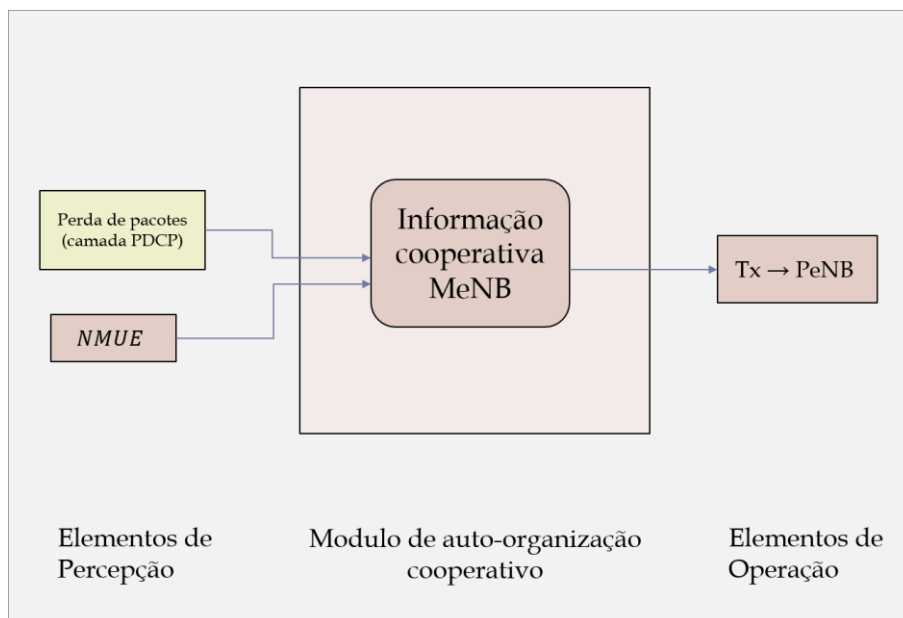 Perda de pacotes
(camada PDCP)
NMUE
Informação
cooperativa
MeNB
Tx → PeNB
Elementos de
Percepção
Modulo de auto-organização
cooperativo
Elementos de
Operação